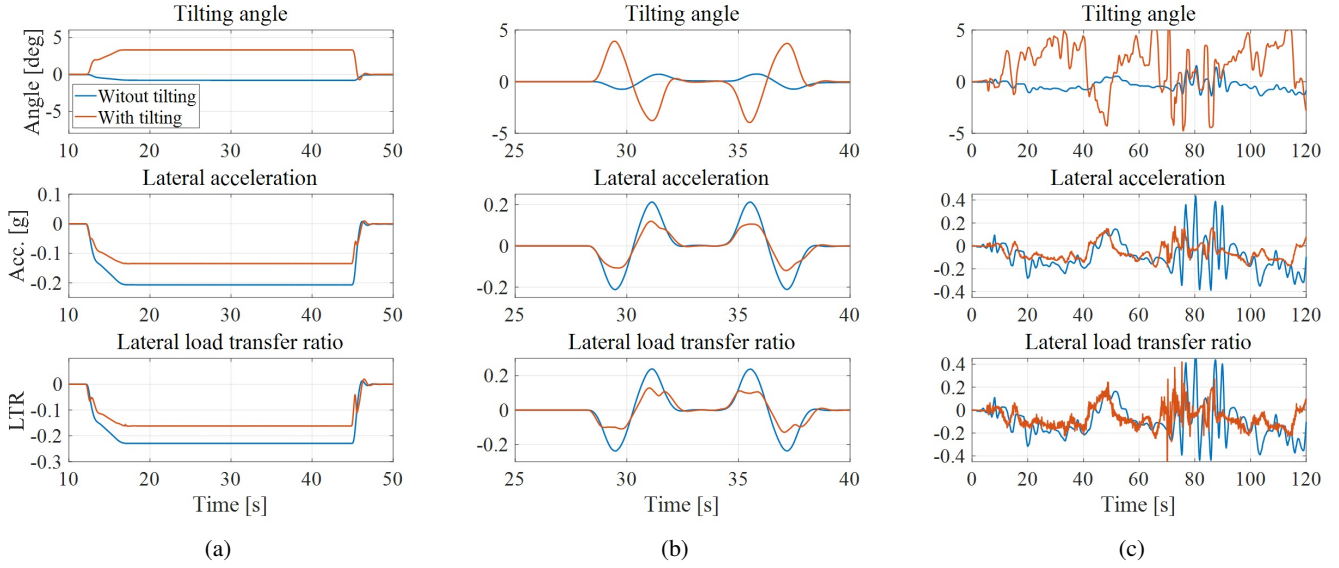 Tilting angle
Angle [deg]
5
0
-5
Witout tilting
With tilting
10 20 30 40 50
Lateral acceleration
Acc. [g]
0.1
0
-0.1
-0.2
10 20 30 40 50
Lateral load transfer ratio
LTR
0
-0.1
-0.2
-0.3
10 20 30 40 50
Time [s]
(a)
Tilting angle
5
0
-5
25 30 35 40
Lateral acceleration
0.2
0
-0.2
25 30 35 40
Lateral load transfer ratio
0.2
0
-0.2
25 30 35 40
Time [s]
(b)
Tilting angle
5
0
-5
0 20 40 60 80 100 120
Lateral acceleration
0.4
0.2
0
-0.2
-0.4
0 20 40 60 80 100 120
Lateral load transfer ratio
0.4
0.2
0
-0.2
-0.4
0 20 40 60 80 100 120
Time [s]
(c)